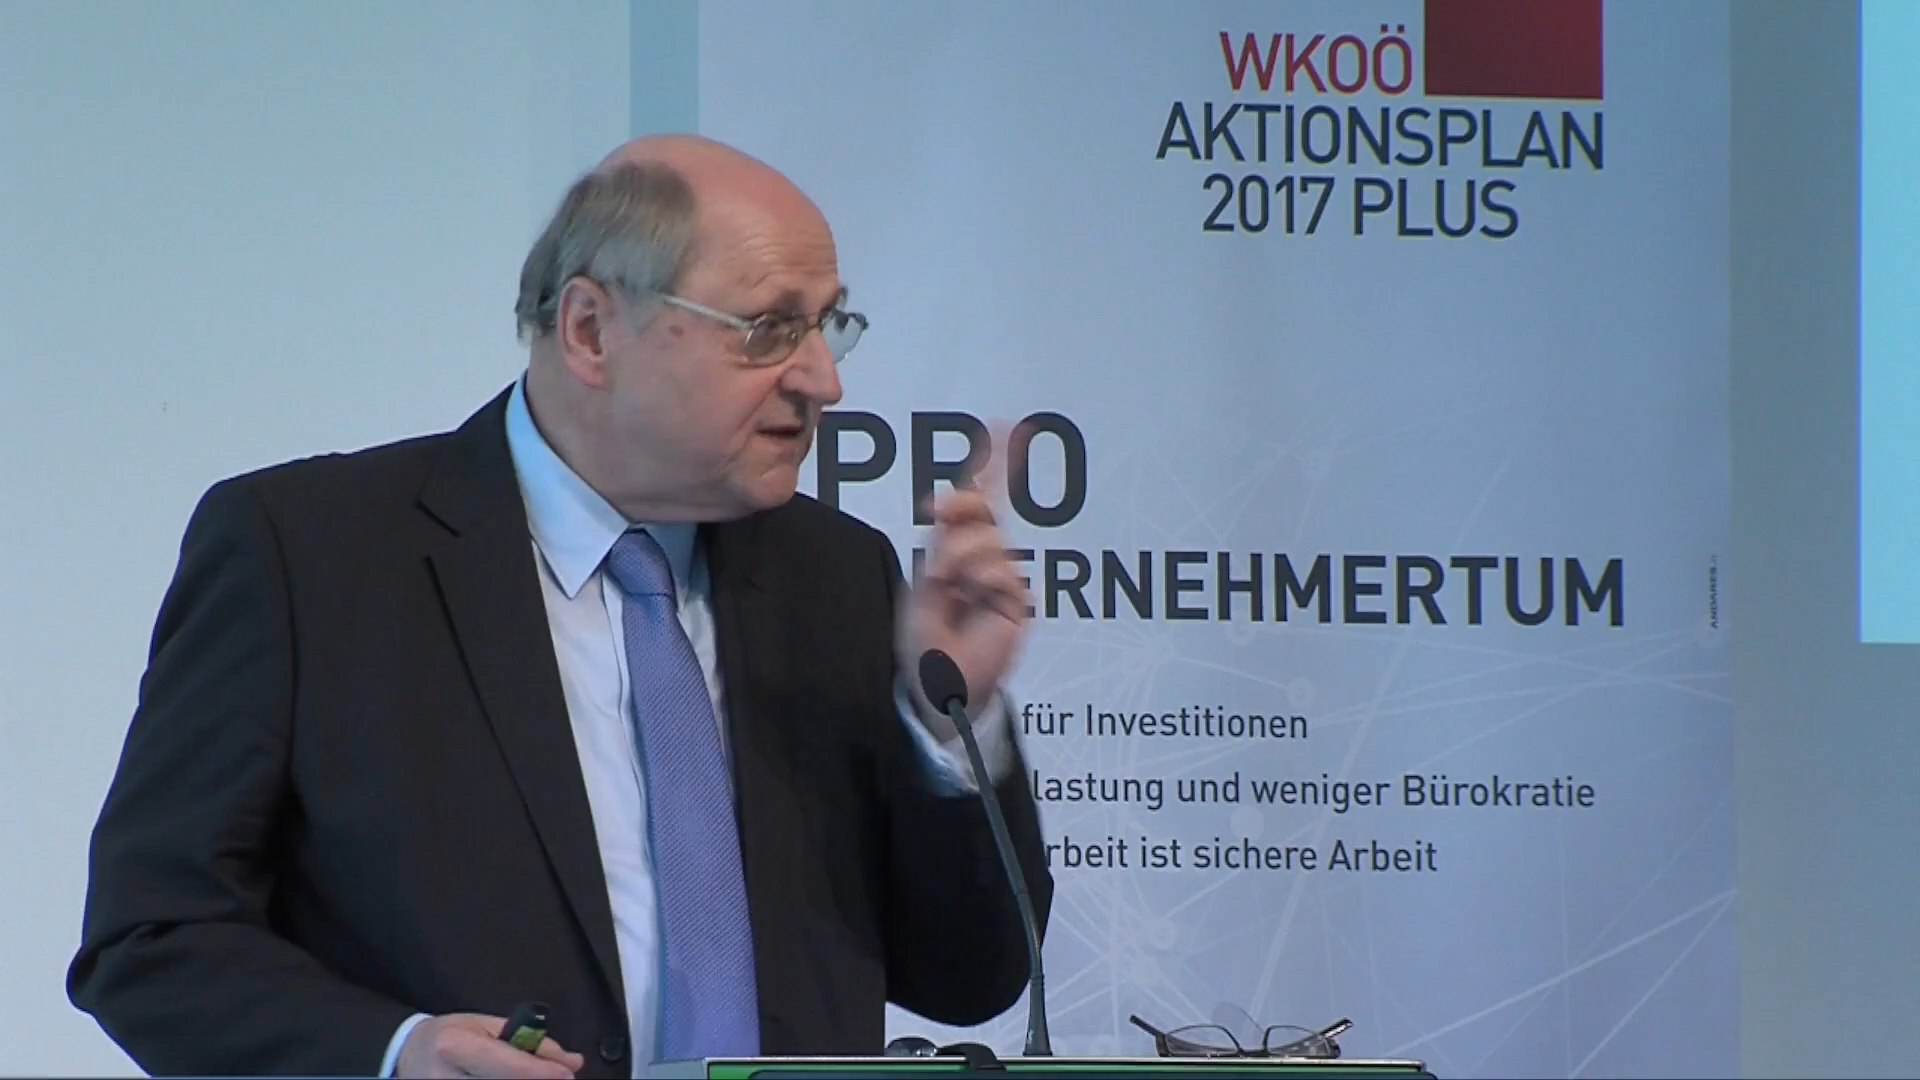 WKOÖ
AKTIONSPLAN
2017 PLUS
PRO
ERNEHMERTUM
für Investitionen
lastung und weniger Bürokratie
rbeit ist sichere Arbeit